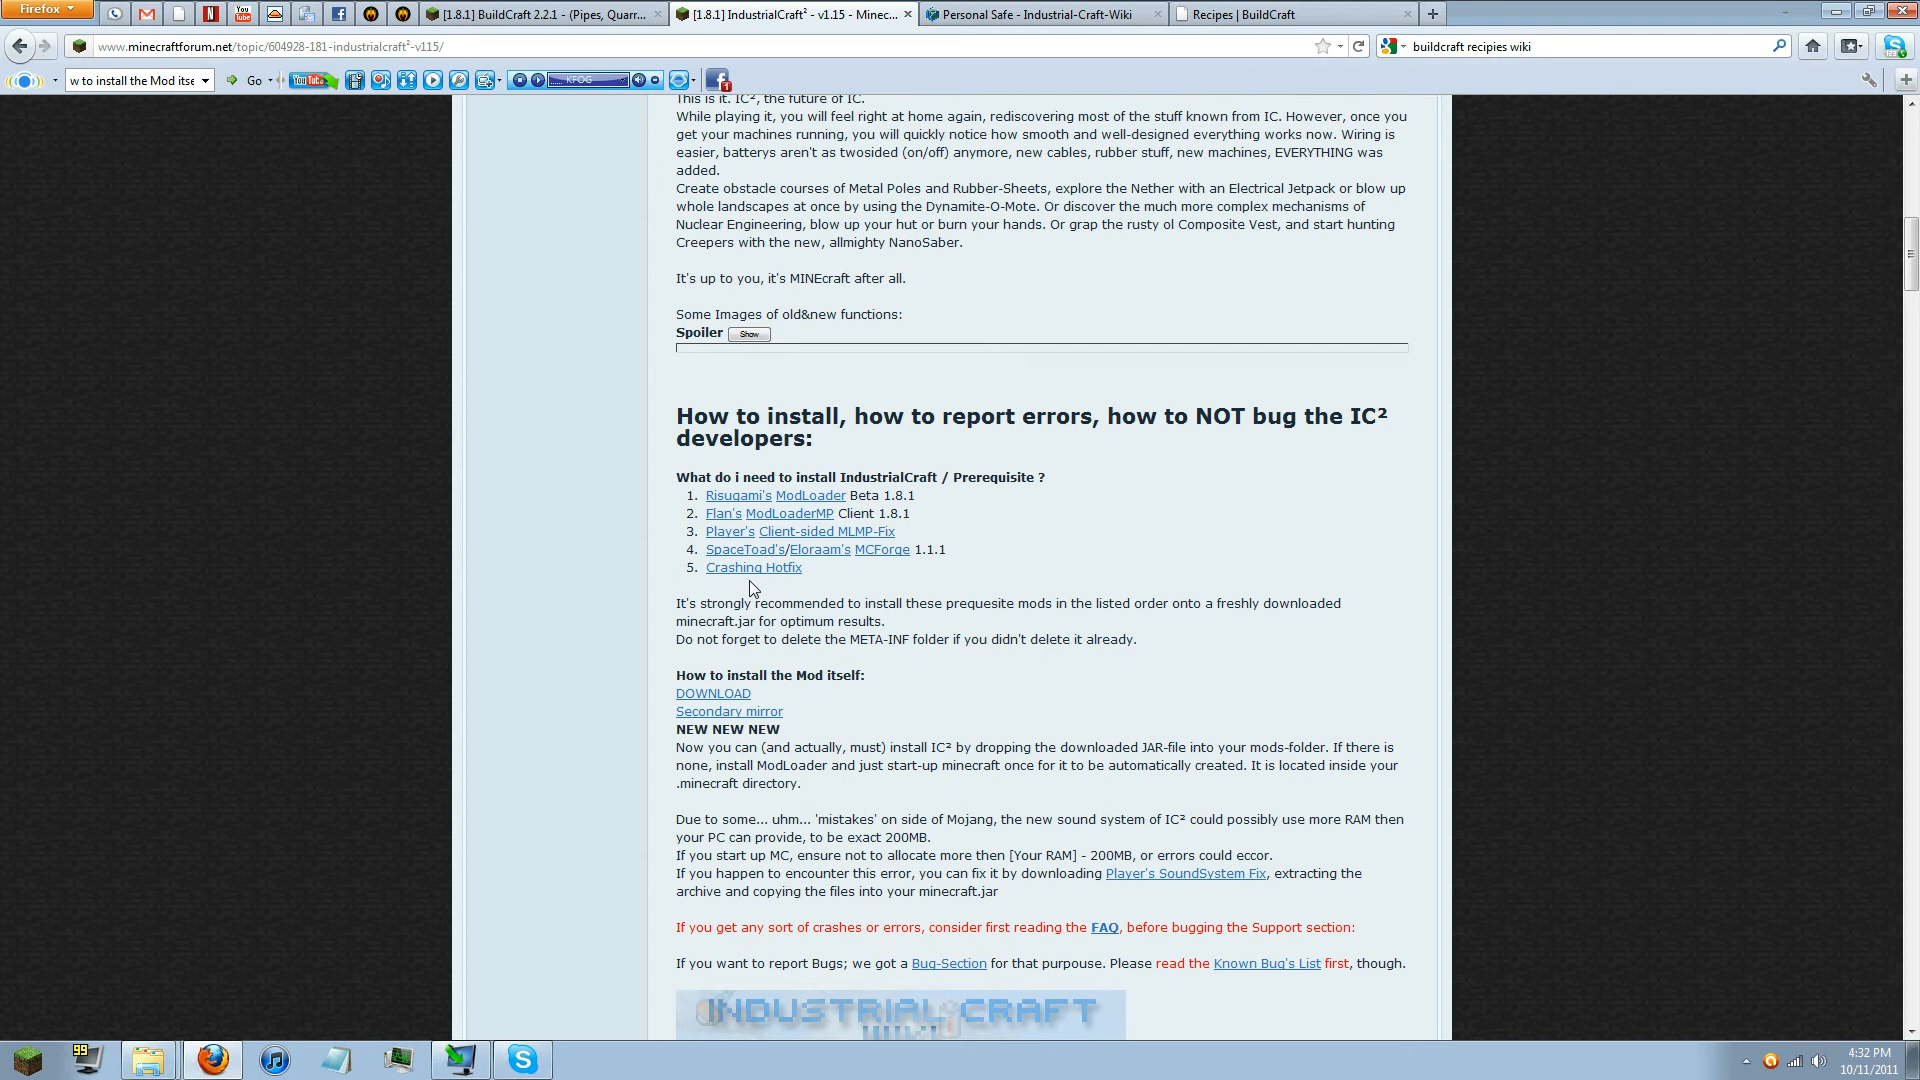 Firefox
[1.8.1] BuildCraft 2.2.1 - (Pipes, Quarr...
[1.8.1] IndustrialCraft² - v1.15 - Minec...
Personal Safe - Industrial-Craft-Wiki
Recipes | BuildCraft
www.minecraftforum.net/topic/604928-181-industrialcraft²-v115/
buildcraft recipies wiki
w to install the Mod itse
Go
YouTube
KFOG
This is it. IC², the future of IC.
While playing it, you will feel right at home again, rediscovering most of the stuff known from IC. However, once you
get your machines running, you will quickly notice how smooth and well-designed everything works now. Wiring is
easier, batterys aren't as twosided (on/off) anymore, new cables, rubber stuff, new machines, EVERYTHING was
added.
Create obstacle courses of Metal Poles and Rubber-Sheets, explore the Nether with an Electrical Jetpack or blow up
whole landscapes at once by using the Dynamite-O-Mote. Or discover the much more complex mechanisms of
Nuclear Engineering, blow up your hut or burn your hands. Or grap the rusty ol Composite Vest, and start hunting
Creepers with the new, allmighty NanoSaber.
It's up to you, it's MINEcraft after all.
Some Images of old&new functions:
Spoiler Show
How to install, how to report errors, how to NOT bug the IC²
developers:
What do i need to install IndustrialCraft / Prerequisite ?
1. Risugami's ModLoader Beta 1.8.1
2. Flan's ModLoaderMP Client 1.8.1
3. Player's Client-sided MLMP-Fix
4. SpaceToad's/Eloraam's MCForge 1.1.1
5. Crashing Hotfix
It's strongly recommended to install these prequesite mods in the listed order onto a freshly downloaded
minecraft.jar for optimum results.
Do not forget to delete the META-INF folder if you didn't delete it already.
How to install the Mod itself:
DOWNLOAD
Secondary mirror
NEW NEW NEW
Now you can (and actually, must) install IC² by dropping the downloaded JAR-file into your mods-folder. If there is
none, install ModLoader and just start-up minecraft once for it to be automatically created. It is located inside your
.minecraft directory.
Due to some... uhm... 'mistakes' on side of Mojang, the new sound system of IC² could possibly use more RAM then
your PC can provide, to be exact 200MB.
If you start up MC, ensure not to allocate more then [Your RAM] - 200MB, or errors could eccor.
If you happen to encounter this error, you can fix it by downloading Player's SoundSystem Fix, extracting the
archive and copying the files into your minecraft.jar
If you get any sort of crashes or errors, consider first reading the FAQ, before bugging the Support section:
If you want to report Bugs; we got a Bug-Section for that purpouse. Please read the Known Bug's List first, though.
INDUSTRIAL CRAFT
WIKI
99
4:32 PM
10/11/2011